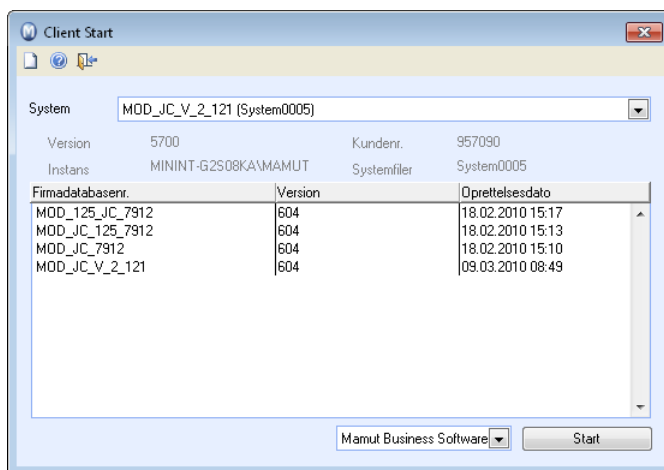 Client Start
System MOD_JC_V_2_121 (System0005)
Version 5700 Kundenr. 957090
Instans MININT-G2S08KA\MAMUT Systemfiler System0005
Firmadatabasenr. Version Oprettelsesdato
MOD_125_JC_7912 604 18.02.2010 15:17
MOD_JC_125_7912 604 18.02.2010 15:13
MOD_JC_7912 604 18.02.2010 15:10
MOD_JC_V_2_121 604 09.03.2010 08:49
Mamut Business Software Start